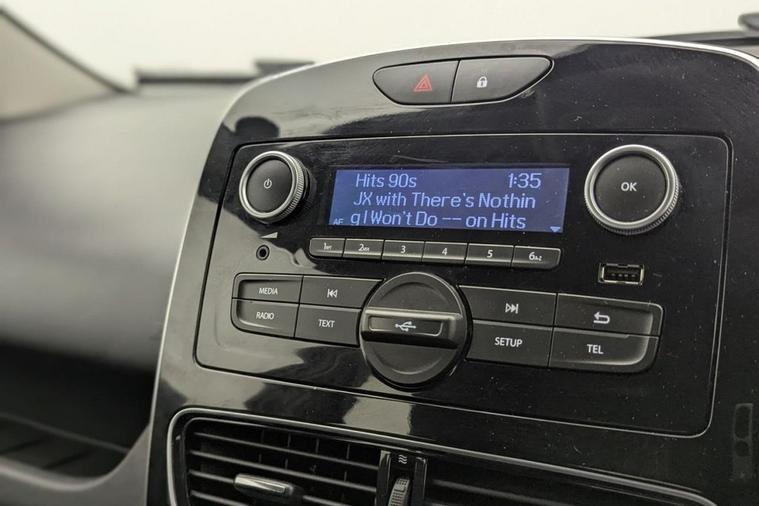 Hits 90s 1:35
JX with There's Nothin
AF g I Won't Do -- on Hits
OK
1 2 3 4 5 6
MEDIA
RADIO TEXT SETUP TEL